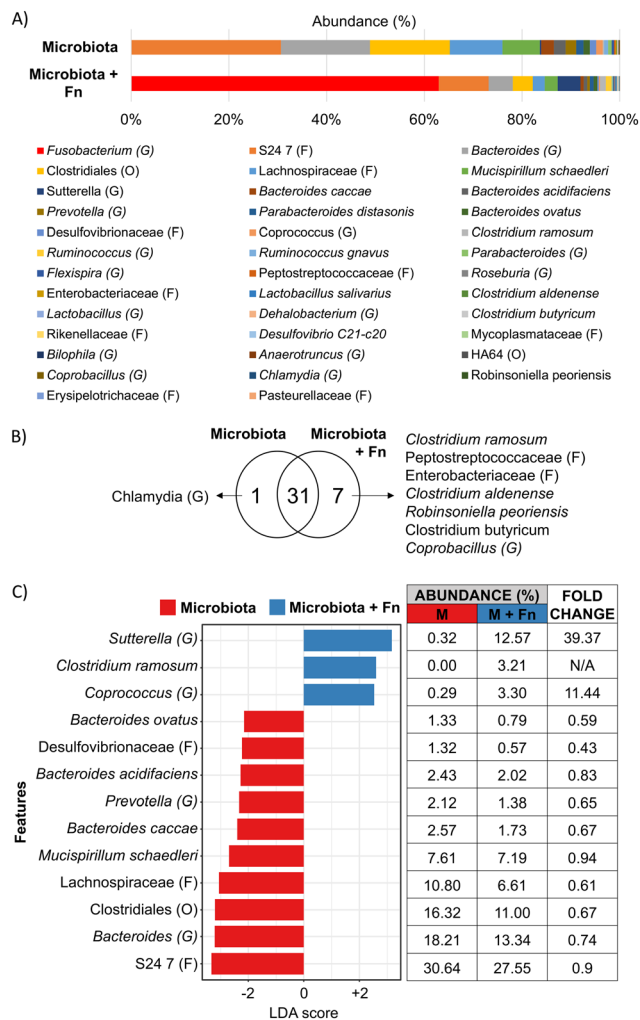 A)
Abundance (%)
Microbiota
Microbiota +
Fn
0% 20% 40% 60% 80% 100%
Fusobacterium (G) S24 7 (F) Bacteroides (G)
Clostridiales (O) Lachnospiraceae (F) Mucispirillum schaedleri
Sutterella (G) Bacteroides caccae Bacteroides acidifaciens
Prevotella (G) Parabacteroides distasonis Bacteroides ovatus
Desulfovibrionaceae (F) Coprococcus (G) Clostridium ramosum
Ruminococcus (G) Ruminococcus gnavus Parabacteroides (G)
Flexispira (G) Peptostreptococcaceae (F) Roseburia (G)
Enterobacteriaceae (F) Lactobacillus salivarius Clostridium aldenense
Lactobacillus (G) Dehalobacterium (G) Clostridium butyricum
Rikenellaceae (F) Desulfovibrio C21-c20 Mycoplasmataceae (F)
Bilophila (G) Anaerotruncus (G) HA64 (O)
Coprobacillus (G) Chlamydia (G) Robinsoniella peoriensis
Erysipelotrichaceae (F) Pasteurellaceae (F)
B)
Microbiota Microbiota
+ Fn
Chlamydia (G) 1 31 7
Clostridium ramosum
Peptostreptococcaceae (F)
Enterobacteriaceae (F)
Clostridium aldenense
Robinsoniella peoriensis
Clostridium butyricum
Coprobacillus (G)
C)
Microbiota Microbiota + Fn
ABUNDANCE (%) FOLD
M M + Fn CHANGE
Sutterella (G) 0.32 12.57 39.37
Clostridium ramosum 0.00 3.21 N/A
Coprococcus (G) 0.29 3.30 11.44
Bacteroides ovatus 1.33 0.79 0.59
Desulfovibrionaceae (F) 1.32 0.57 0.43
Bacteroides acidifaciens 2.43 2.02 0.83
Prevotella (G) 2.12 1.38 0.65
Bacteroides caccae 2.57 1.73 0.67
Mucispirillum schaedleri 7.61 7.19 0.94
Lachnospiraceae (F) 10.80 6.61 0.61
Clostridiales (O) 16.32 11.00 0.67
Bacteroides (G) 18.21 13.34 0.74
S24 7 (F) 30.64 27.55 0.9
Features
-2 0 +2
LDA score